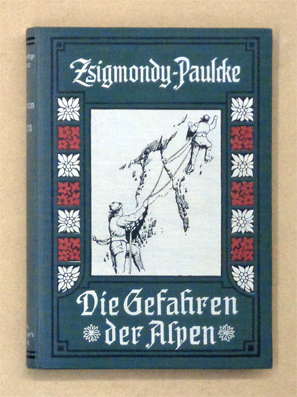 Zsigmondy-Paulcke
Die Gefahren
der Alpen